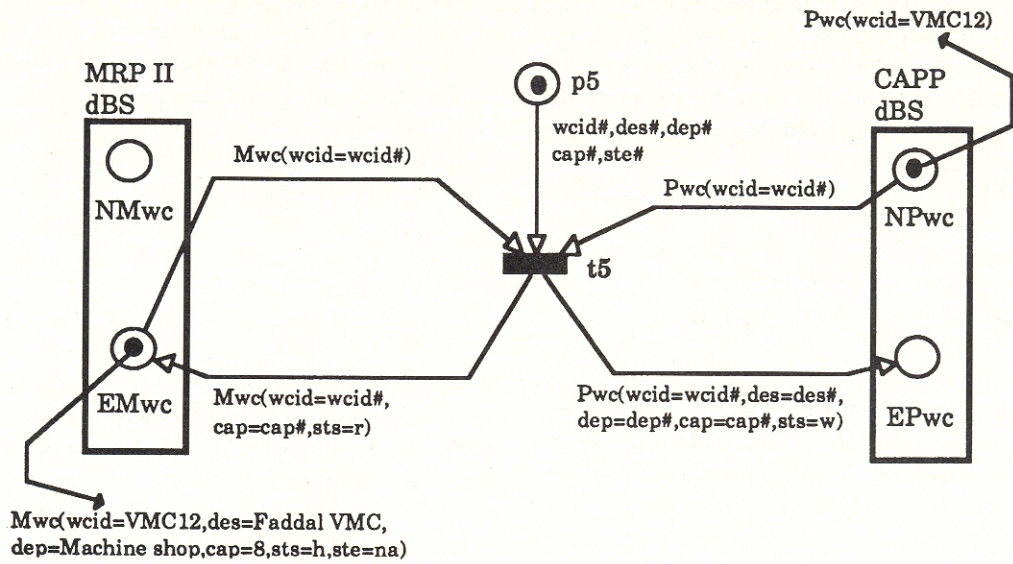 Pwc(wcid=VMC12)
MRP II
dBS
p5
CAPP
dBS
wcid#,des#,dep#
cap#,ste#
Mwc(wcid=wcid#)
Pwc(wcid=wcid#)
NMwc
NPwc
t5
EMwc
Mwc(wcid=wcid#,
cap=cap#,sts=r)
Pwc(wcid=wcid#,des=des#,
dep=dep#,cap=cap#,sts=w)
EPwc
Mwc(wcid=VMC12,des=Faddal VMC,
dep=Machine shop,cap=8,sts=h,ste=na)